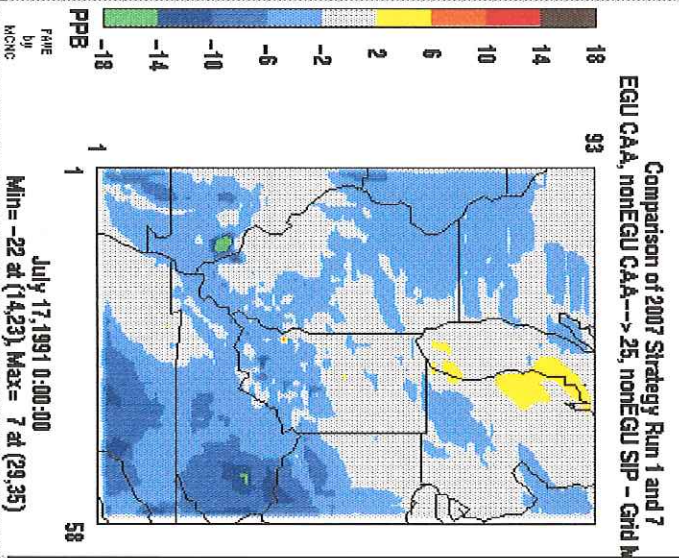 Comparison of 2007 Strategy Run 1 and 7
EGU CAA, nonEGU CAA--> 25, nonEGU SIP - Grid M
18
14
10
6
2
-2
-6
-10
-14
-18
PPB
PAVE
by
MCNC
93
1
1
58
July 17,1991 0:00:00
Min= -22 at (14,23), Max= 7 at (29,35)